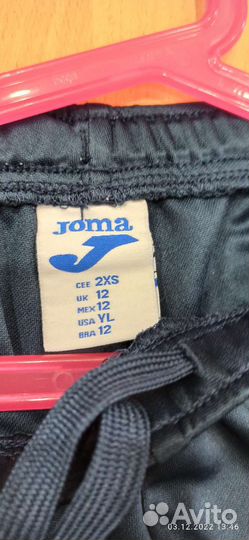 Joma
CEE 2XS
UK 12
MEX 12
USA YL
BRA 12
Avito
03.12.2022 13:46